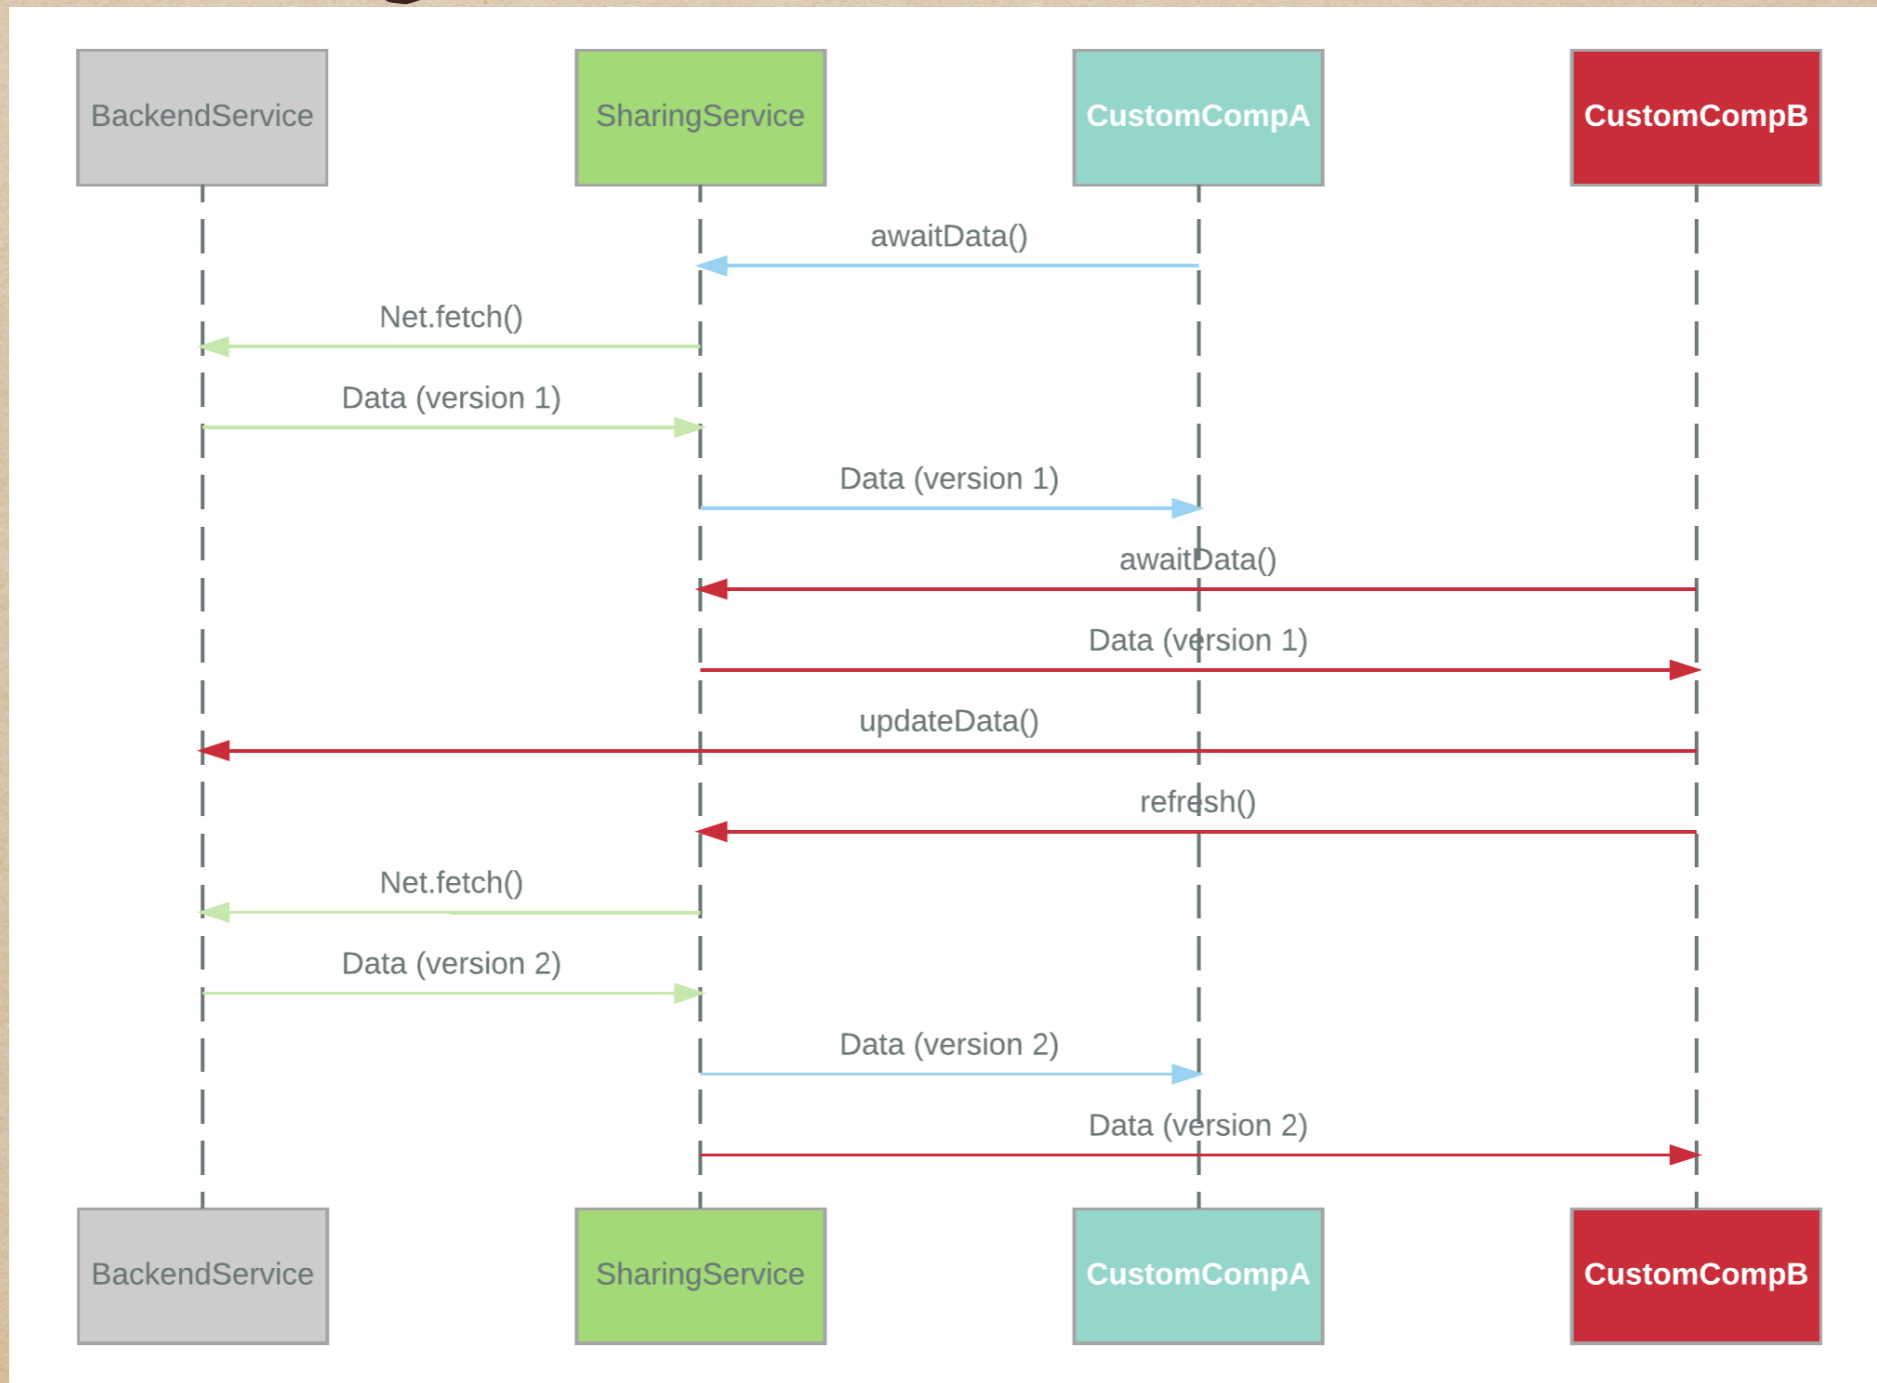 BackendService
SharingService
CustomCompA
CustomCompB
awaitData()
Net.fetch()
Data (version 1)
Data (version 1)
awaitData()
Data (version 1)
updateData()
refresh()
Net.fetch()
Data (version 2)
Data (version 2)
Data (version 2)
BackendService
SharingService
CustomCompA
CustomCompB